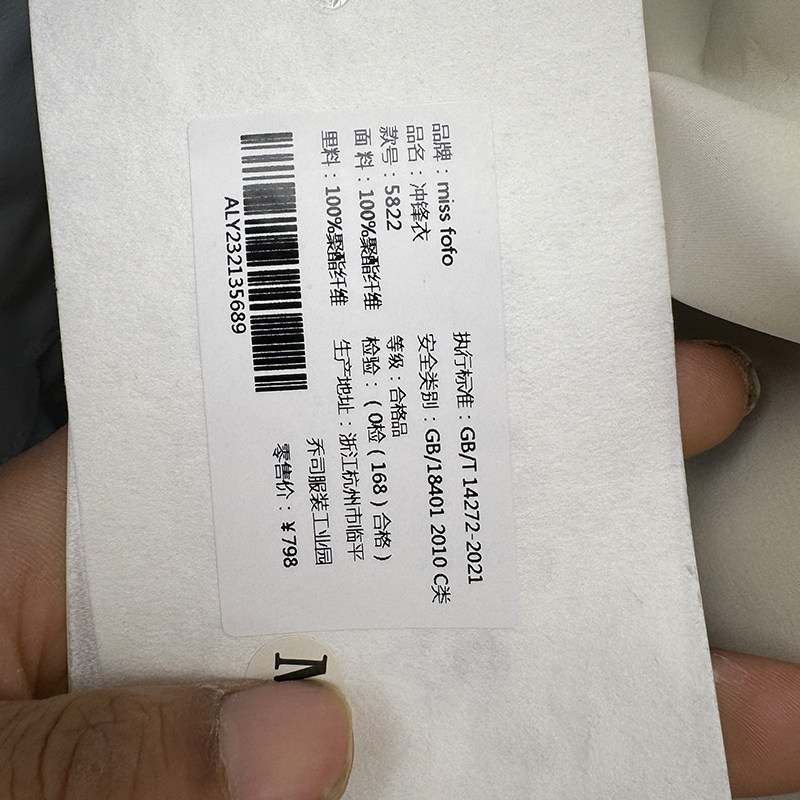 品牌：miss fofo
品名：冲锋衣
款号：5822
面 料：100%聚酯纤维
里料：100%聚酯纤维
ALY232135689
执行标准：GB/T 14272-2021
安全类别：GB/18401 2010 C类
等级：合格品
检验：（0检（168）合格）
生产地址：浙江杭州市临平
乔司服装工业园
零售价：¥798